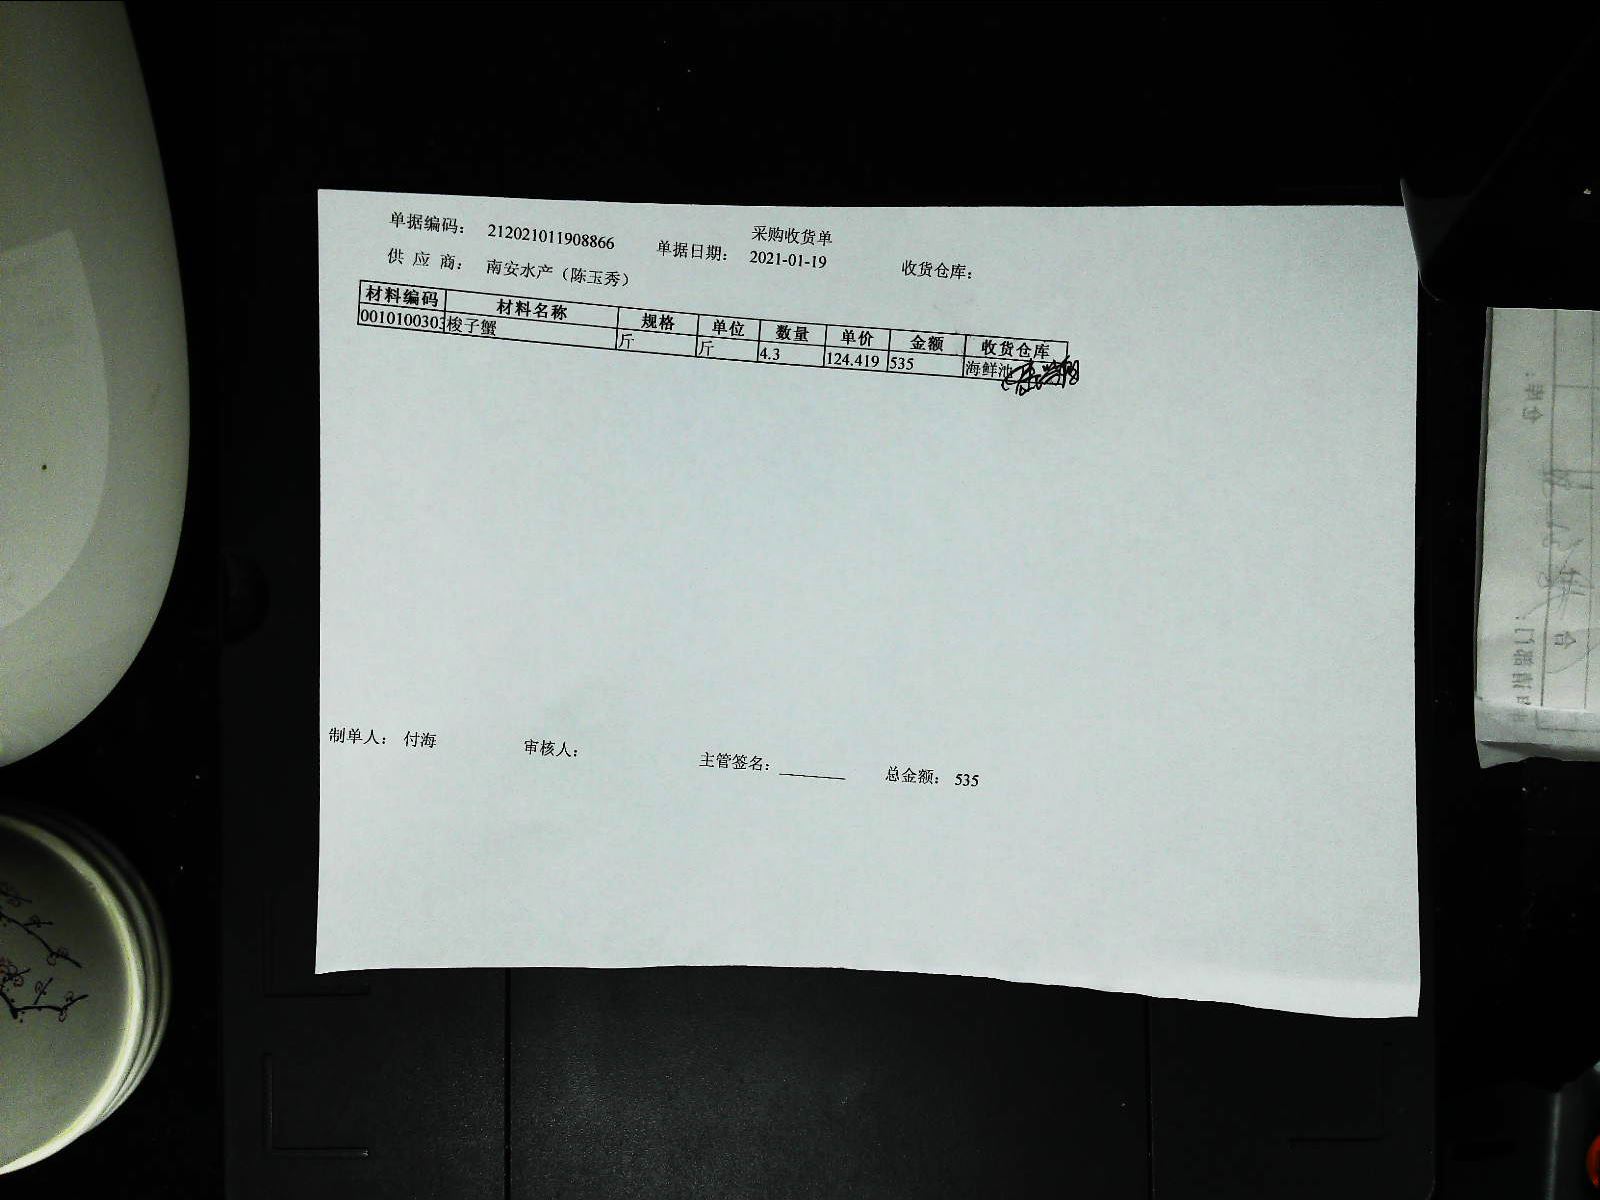 采购收货单
单据编码： 212021011908866 单据日期： 2021-01-19 收货仓库：
供 应 商： 南安水产（陈玉秀）
材料编码 材料名称 规格 单位 数量 单价 金额 收货仓库
0010100303 梭子蟹 斤 斤 4.3 124.419 535 海鲜池
制单人： 付海 审核人： 主管签名： 总金额： 535